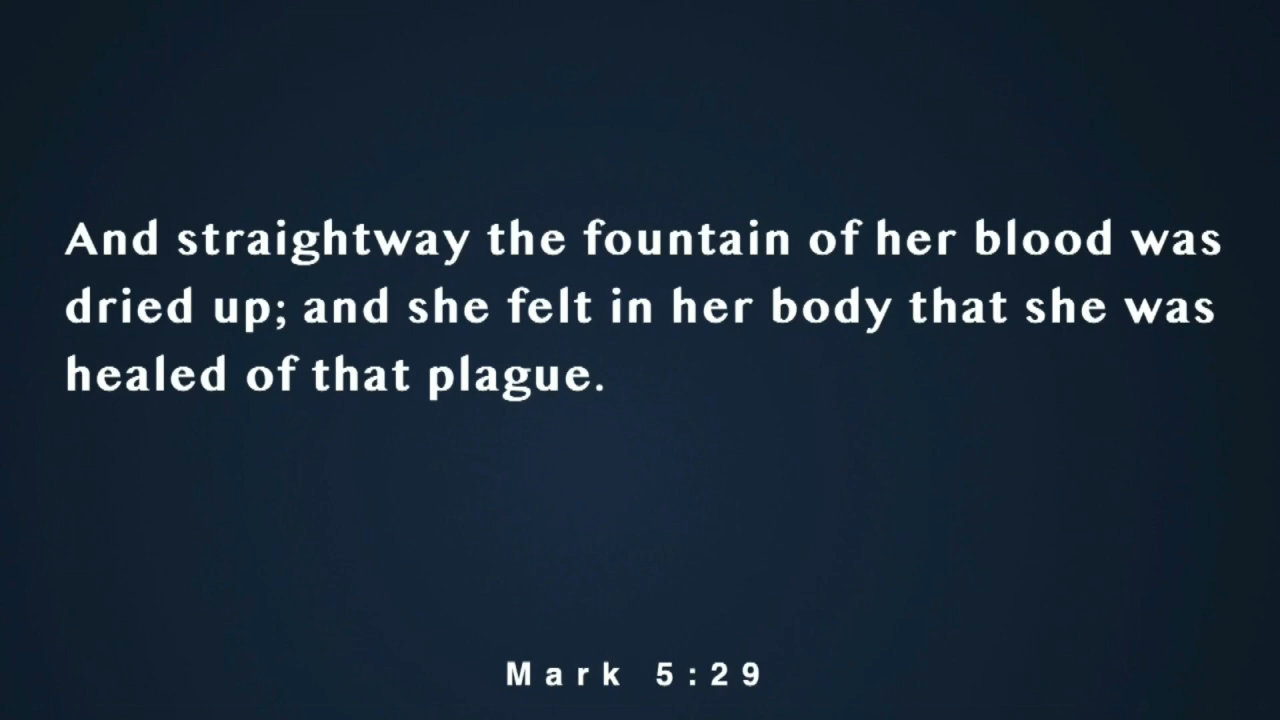 And straightway the fountain of her blood was
dried up; and she felt in her body that she was
healed of that plague.
Mark 5:29